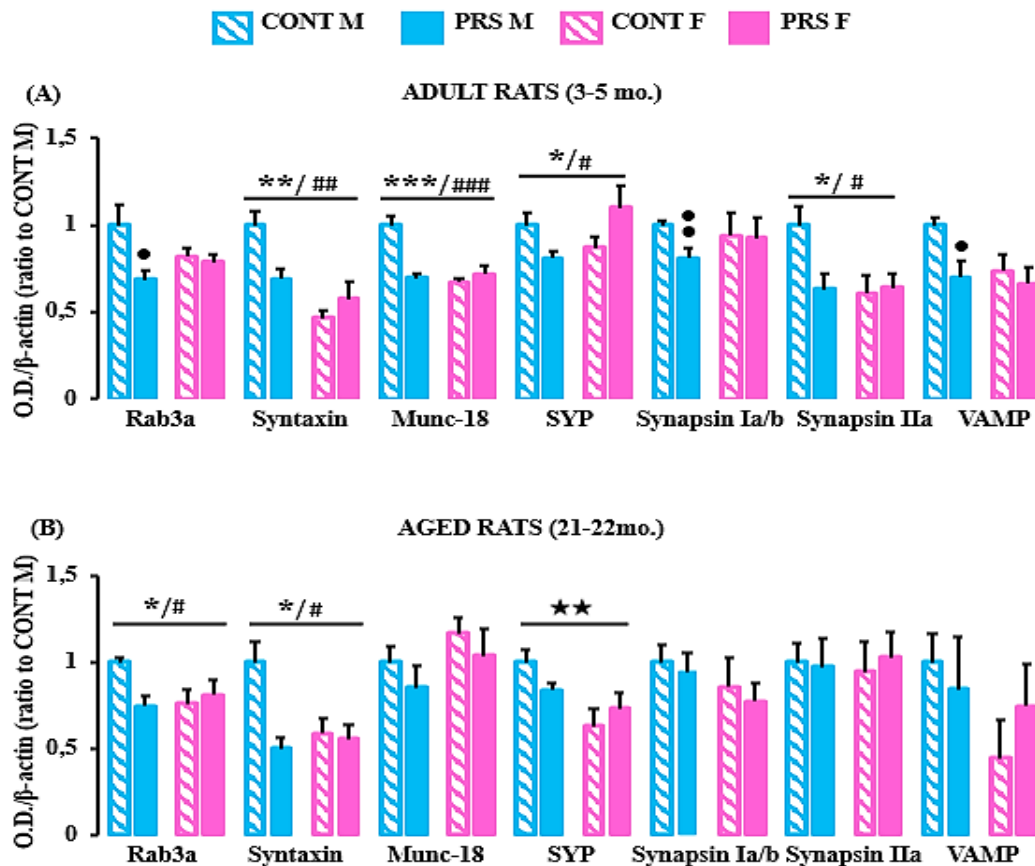 CONT M PRS M CONT F PRS F
(A) ADULT RATS (3-5 mo.)
O.D./β-actin (ratio to CONT M)
1,5
1
0,5
0
*
**/ ##
***/###
*/#
*/ #
Rab3a Syntaxin Munc-18 SYP Synapsin Ia/b Synapsin IIa VAMP
(B) AGED RATS (21-22mo.)
O.D./β-actin (ratio to CONT M)
1,5
1
0,5
0
*/#
*/#
★★
Rab3a Syntaxin Munc-18 SYP Synapsin Ia/b Synapsin IIa VAMP